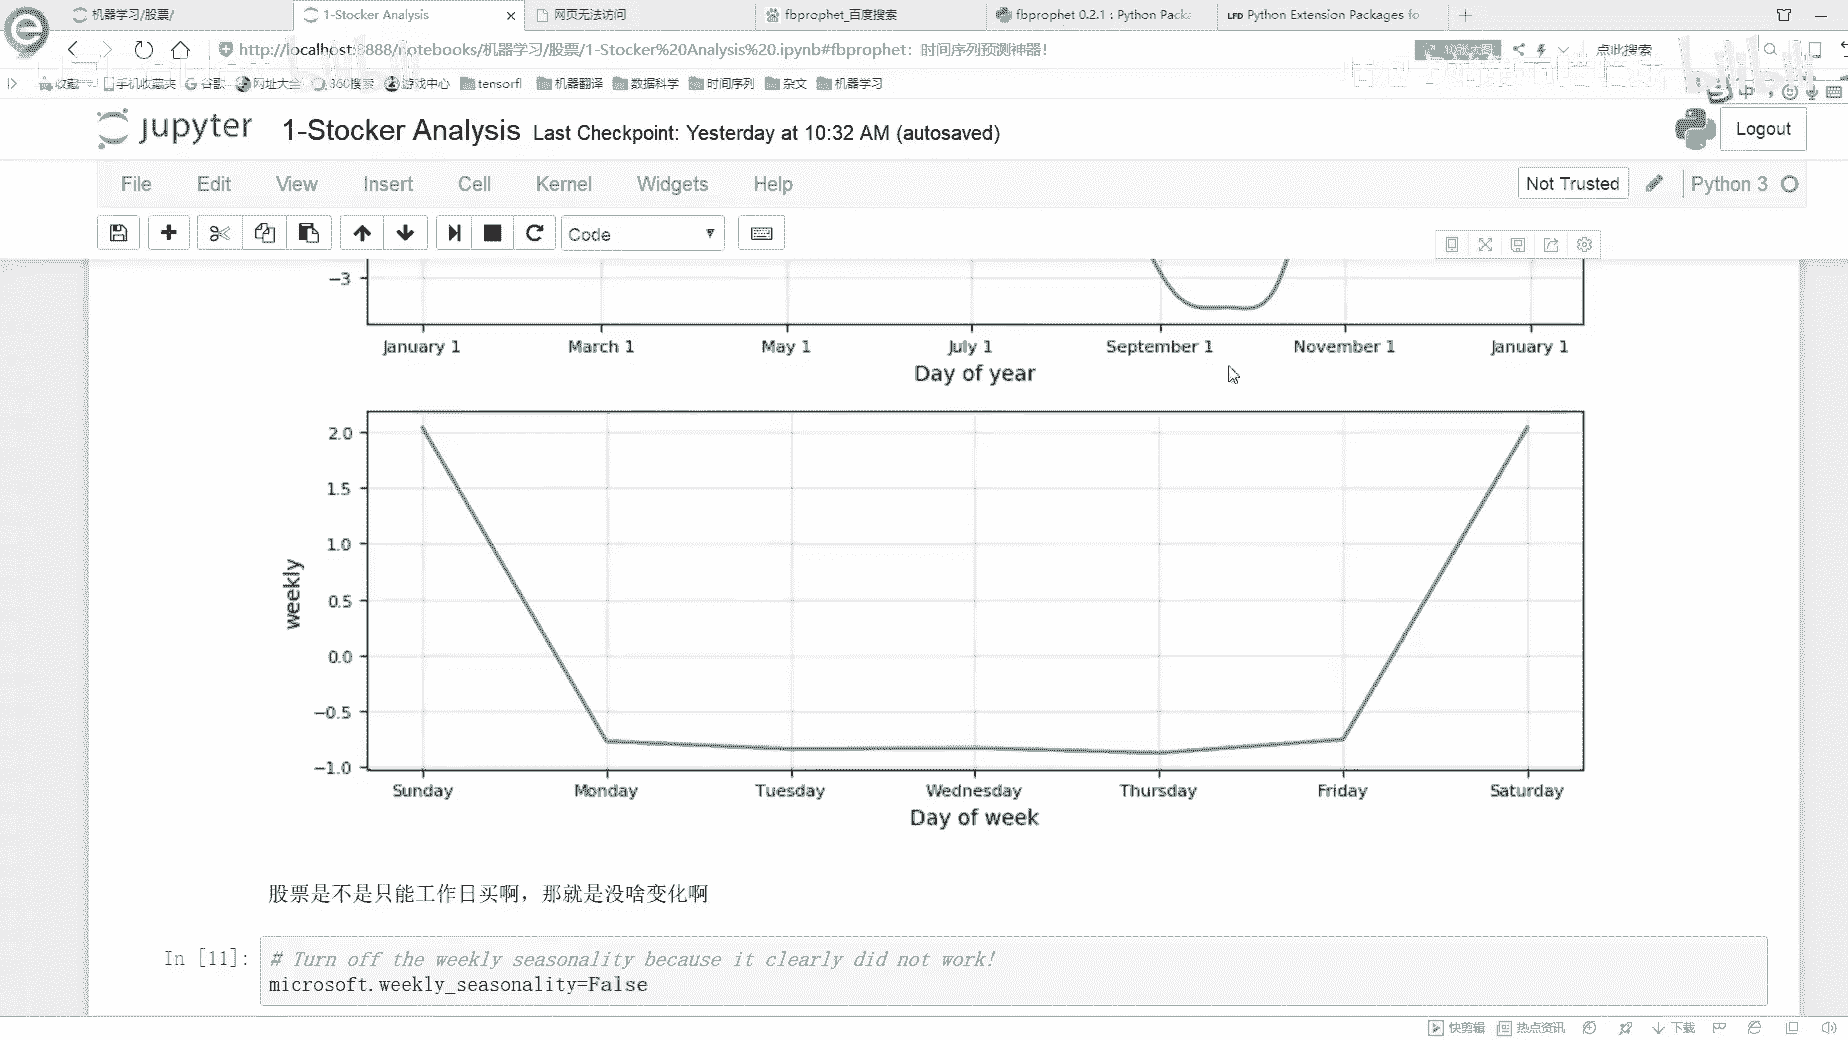 机器学习/股票/
1-Stocker Analysis
网页无法访问
fbprophet_百度搜索
fbprophet 0.2.1 : Python Packa
LFD Python Extension Packages fo
http://localhost:8888/notebooks/机器学习/股票/1-Stocker%20Analysis%20.ipynb#fbprophet：时间序列预测神器！
点此搜索
收藏
手机收藏夹
谷歌
网址大全
360搜索
游戏中心
tensorfl
机器翻译
数据科学
时间序列
杂文
机器学习
jupyter
1-Stocker Analysis
Last Checkpoint: Yesterday at 10:32 AM (autosaved)
Logout
File Edit View Insert Cell Kernel Widgets Help
Not Trusted
Python 3
Code
−3
January 1 March 1 May 1 July 1 September 1 November 1 January 1
Day of year
2.0
1.5
1.0
0.5
0.0
−0.5
−1.0
weekly
Sunday Monday Tuesday Wednesday Thursday Friday Saturday
Day of week
股票是不是只能工作日买啊，那就是没啥变化啊
In [11]:
# Turn off the weekly seasonality because it clearly did not work!
microsoft.weekly_seasonality=False
快剪辑
热点资讯
下载